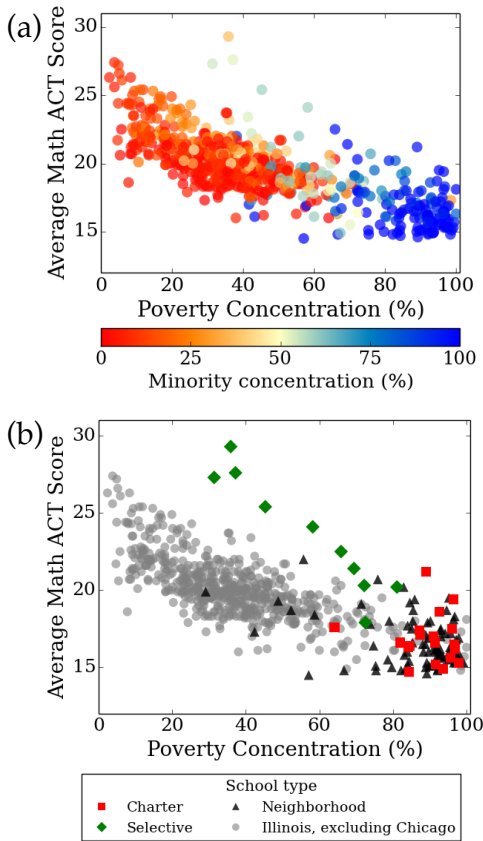 (a)
30
25
20
15
Average Math ACT Score
0 20 40 60 80 100
Poverty Concentration (%)
0 25 50 75 100
Minority concentration (%)
(b)
30
25
20
15
Average Math ACT Score
0 20 40 60 80 100
Poverty Concentration (%)
School type
Charter Neighborhood
Selective Illinois, excluding Chicago